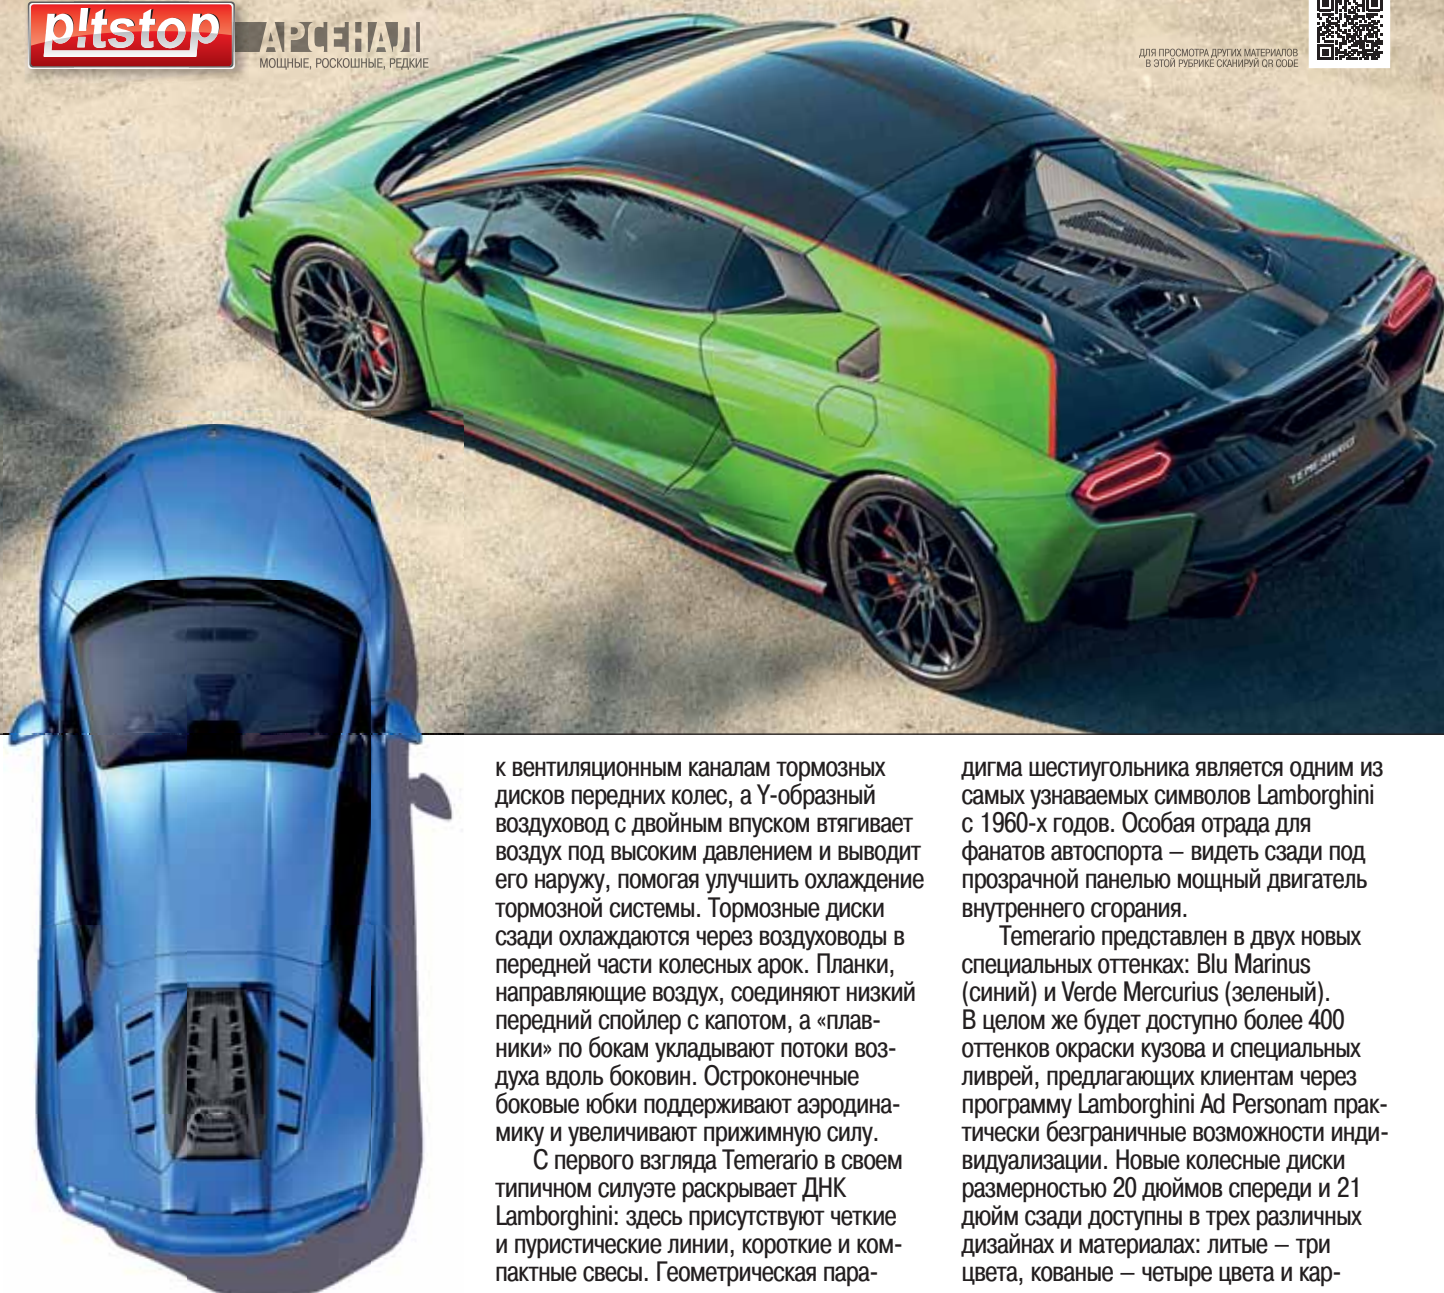 p!tstop
АРСЕНАЛ
МОЩНЫЕ, РОСКОШНЫЕ, РЕДКИЕ
ДЛЯ ПРОСМОТРА ДРУГИХ МАТЕРИАЛОВ
В ЭТОЙ РУБРИКЕ СКАНИРУЙ QR CODE
TEMERARIO
к вентиляционным каналам тормозных
дисков передних колес, а Y-образный
воздуховод с двойным впуском втягивает
воздух под высоким давлением и выводит
его наружу, помогая улучшить охлаждение
тормозной системы. Тормозные диски
сзади охлаждаются через воздуховоды в
передней части колесных арок. Планки,
направляющие воздух, соединяют низкий
передний спойлер с капотом, а «плав-
ники» по бокам укладывают потоки воз-
духа вдоль боковин. Остроконечные
боковые юбки поддерживают аэродина-
мику и увеличивают прижимную силу.
С первого взгляда Temerario в своем
типичном силуэте раскрывает ДНК
Lamborghini: здесь присутствуют четкие
и пуристические линии, короткие и ком-
пактные свесы. Геометрическая пара-
дигма шестиугольника является одним из
самых узнаваемых символов Lamborghini
с 1960-х годов. Особая отрада для
фанатов автоспорта – видеть сзади под
прозрачной панелью мощный двигатель
внутреннего сгорания.
Temerario представлен в двух новых
специальных оттенках: Blu Marinus
(синий) и Verde Mercurius (зеленый).
В целом же будет доступно более 400
оттенков окраски кузова и специальных
ливрей, предлагающих клиентам через
программу Lamborghini Ad Personam прак-
тически безграничные возможности инди-
видуализации. Новые колесные диски
размерностью 20 дюймов спереди и 21
дюйм сзади доступны в трех различных
дизайнах и материалах: литые – три
цвета, кованые – четыре цвета и кар-